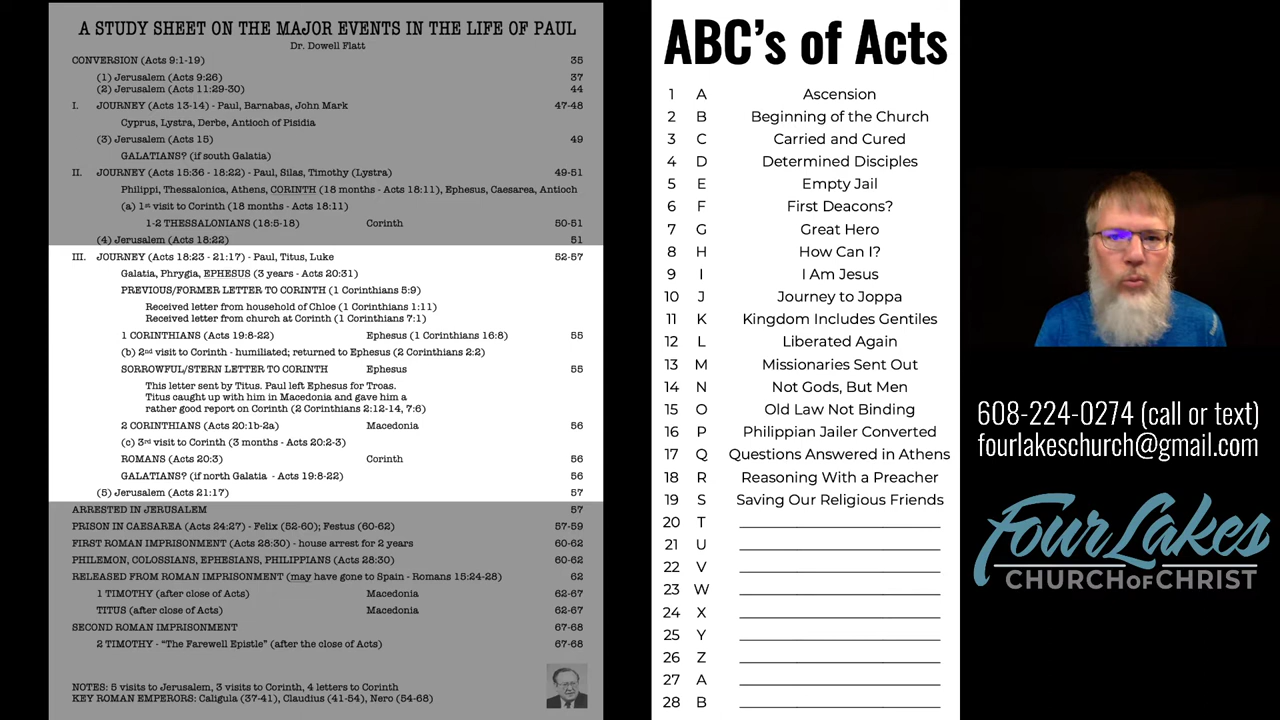 A STUDY SHEET ON THE MAJOR EVENTS IN THE LIFE OF PAUL
Dr. Dowell Flatt
CONVERSION (Acts 9:1-19) 35
(1) Jerusalem (Acts 9:26) 37
(2) Jerusalem (Acts 11:29-30) 44
I. JOURNEY (Acts 13-14) - Paul, Barnabas, John Mark 47-48
Cyprus, Lystra, Derbe, Antioch of Pisidia
(3) Jerusalem (Acts 15) 49
GALATIANS? (if south Galatia)
II. JOURNEY (Acts 15:36 - 18:22) - Paul, Silas, Timothy (Lystra) 49-51
Philippi, Thessalonica, Athens, CORINTH (18 months - Acts 18:11), Ephesus, Caesarea, Antioch
(a) 1st visit to Corinth (18 months - Acts 18:11)
1-2 THESSALONIANS (18:5-18) Corinth 50-51
(4) Jerusalem (Acts 18:22) 51
III. JOURNEY (Acts 18:23 - 21:17) - Paul, Titus, Luke 52-57
Galatia, Phrygia, EPHESUS (3 years - Acts 20:31)
PREVIOUS/FORMER LETTER TO CORINTH (1 Corinthians 5:9)
Received letter from household of Chloe (1 Corinthians 1:11)
Received letter from church at Corinth (1 Corinthians 7:1)
1 CORINTHIANS (Acts 19:8-22) Ephesus (1 Corinthians 16:8) 55
(b) 2nd visit to Corinth - humiliated; returned to Ephesus (2 Corinthians 2:2)
SORROWFUL/STERN LETTER TO CORINTH Ephesus 55
This letter sent by Titus. Paul left Ephesus for Troas.
Titus caught up with him in Macedonia and gave him a
rather good report on Corinth (2 Corinthians 2:12-14, 7:6)
2 CORINTHIANS (Acts 20:1b-2a) Macedonia 56
(c) 3rd visit to Corinth (3 months - Acts 20:2-3)
ROMANS (Acts 20:3) Corinth 56
GALATIANS? (if north Galatia - Acts 19:8-22) 56
(5) Jerusalem (Acts 21:17) 57
ARRESTED IN JERUSALEM 57
PRISON IN CAESAREA (Acts 24:27) - Felix (52-60); Festus (60-62) 57-59
FIRST ROMAN IMPRISONMENT (Acts 28:30) - house arrest for 2 years 60-62
PHILEMON, COLOSSIANS, EPHESIANS, PHILIPPIANS (Acts 28:30) 60-62
RELEASED FROM ROMAN IMPRISONMENT (may have gone to Spain - Romans 15:24-28) 62
1 TIMOTHY (after close of Acts) Macedonia 62-67
TITUS (after close of Acts) Macedonia 62-67
SECOND ROMAN IMPRISONMENT 67-68
2 TIMOTHY - “The Farewell Epistle” (after the close of Acts) 67-68
NOTES: 5 visits to Jerusalem, 3 visits to Corinth, 4 letters to Corinth
KEY ROMAN EMPERORS: Caligula (37-41), Claudius (41-54), Nero (54-68)
ABC's of Acts
1 A Ascension
2 B Beginning of the Church
3 C Carried and Cured
4 D Determined Disciples
5 E Empty Jail
6 F First Deacons?
7 G Great Hero
8 H How Can I?
9 I I Am Jesus
10 J Journey to Joppa
11 K Kingdom Includes Gentiles
12 L Liberated Again
13 M Missionaries Sent Out
14 N Not Gods, But Men
15 O Old Law Not Binding
16 P Philippian Jailer Converted
17 Q Questions Answered in Athens
18 R Reasoning With a Preacher
19 S Saving Our Religious Friends
20 T
21 U
22 V
23 W
24 X
25 Y
26 Z
27 A
28 B
608-224-0274 (call or text)
fourlakeschurch@gmail.com
Four Lakes
CHURCH OF CHRIST